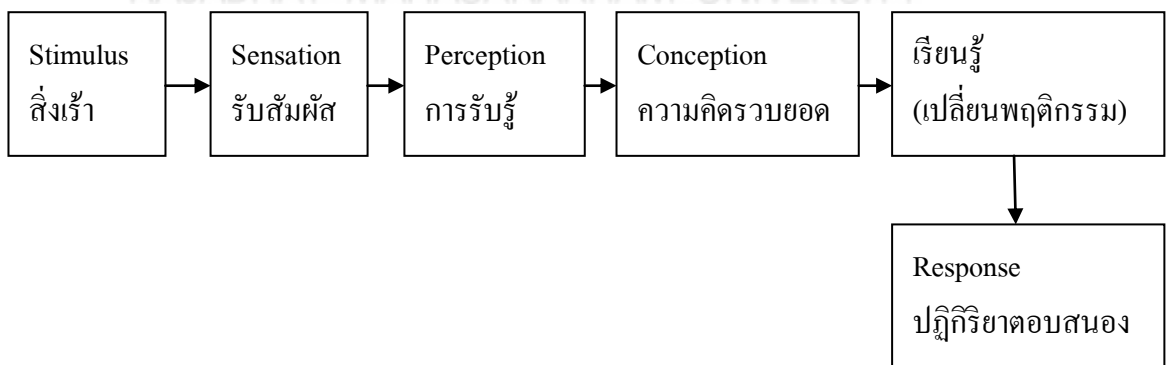 Stimulus
สิ่งเร้า
Sensation
รับสัมผัส
Perception
การรับรู้
Conception
ความคิดรวบยอด
เรียนรู้
(เปลี่ยนพฤติกรรม)
Response
ปฏิกิริยาตอบสนอง